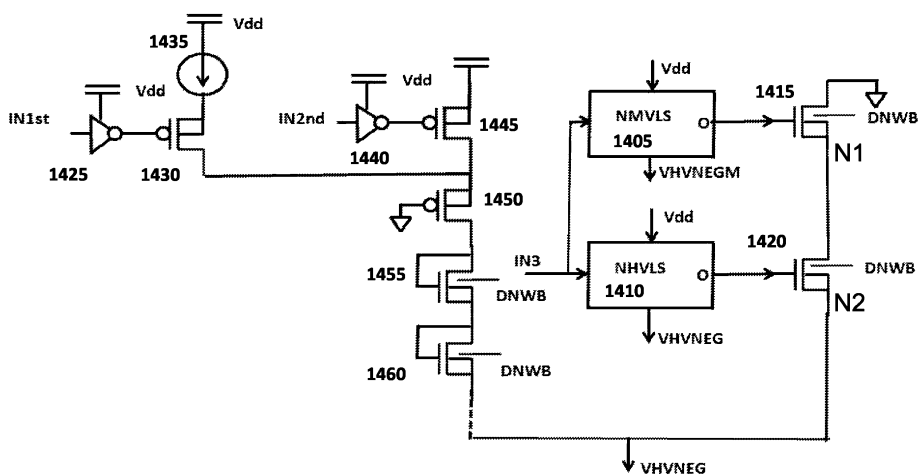 Vdd
1435
Vdd
Vdd
IN1st
IN2nd
1425
1430
1440
1445
1450
1455
DNWB
1460
DNWB
Vdd
NMVLS
1405
VHVNEGM
1415
DNWB
N1
IN3
Vdd
NHVLS
1410
VHVNEG
1420
DNWB
N2
O
O
VHVNEG